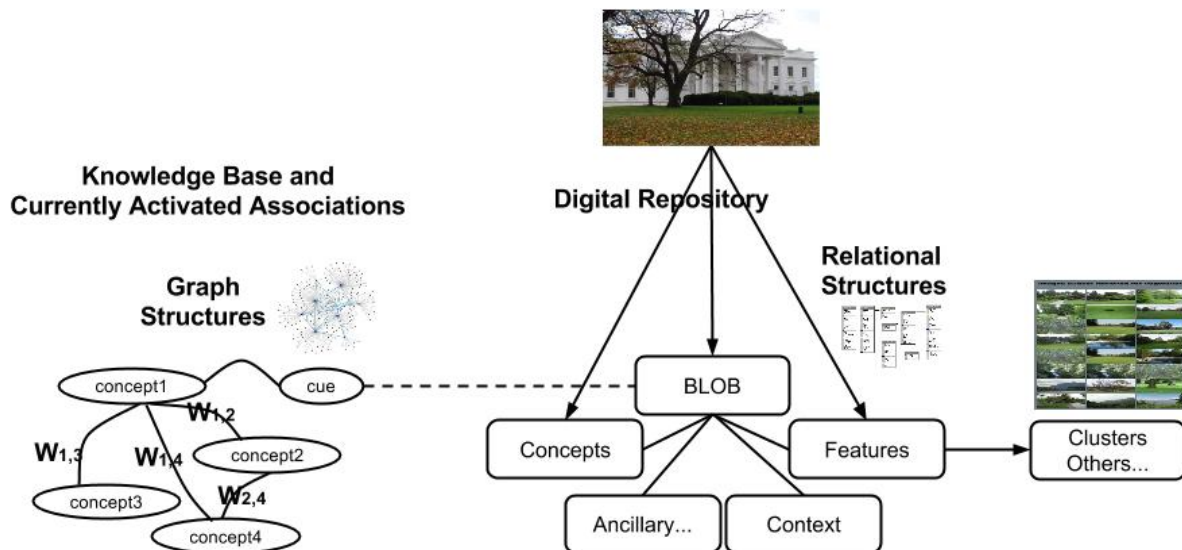 Knowledge Base and
Currently Activated Associations
Digital Repository
Relational
Structures
Graph
Structures
concept1
cue
BLOB
W1,2
W1,3
W1,4
concept2
W2,4
concept3
concept4
Concepts
Features
Clusters
Others...
Ancillary...
Context